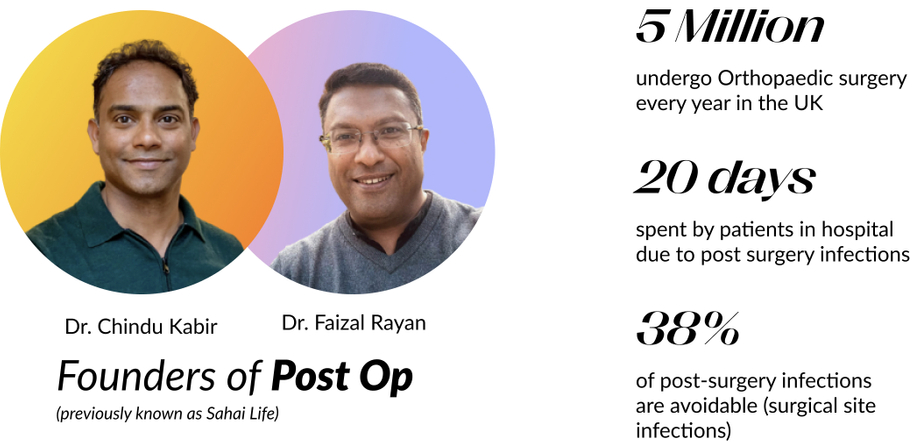 Dr. Chindu Kabir
Dr. Faizal Rayan
Founders of Post Op
(previously known as Sahai Life)
5 Million
undergo Orthopaedic surgery
every year in the UK
20 days
spent by patients in hospital
due to post surgery infections
38%
of post-surgery infections
are avoidable (surgical site
infections)